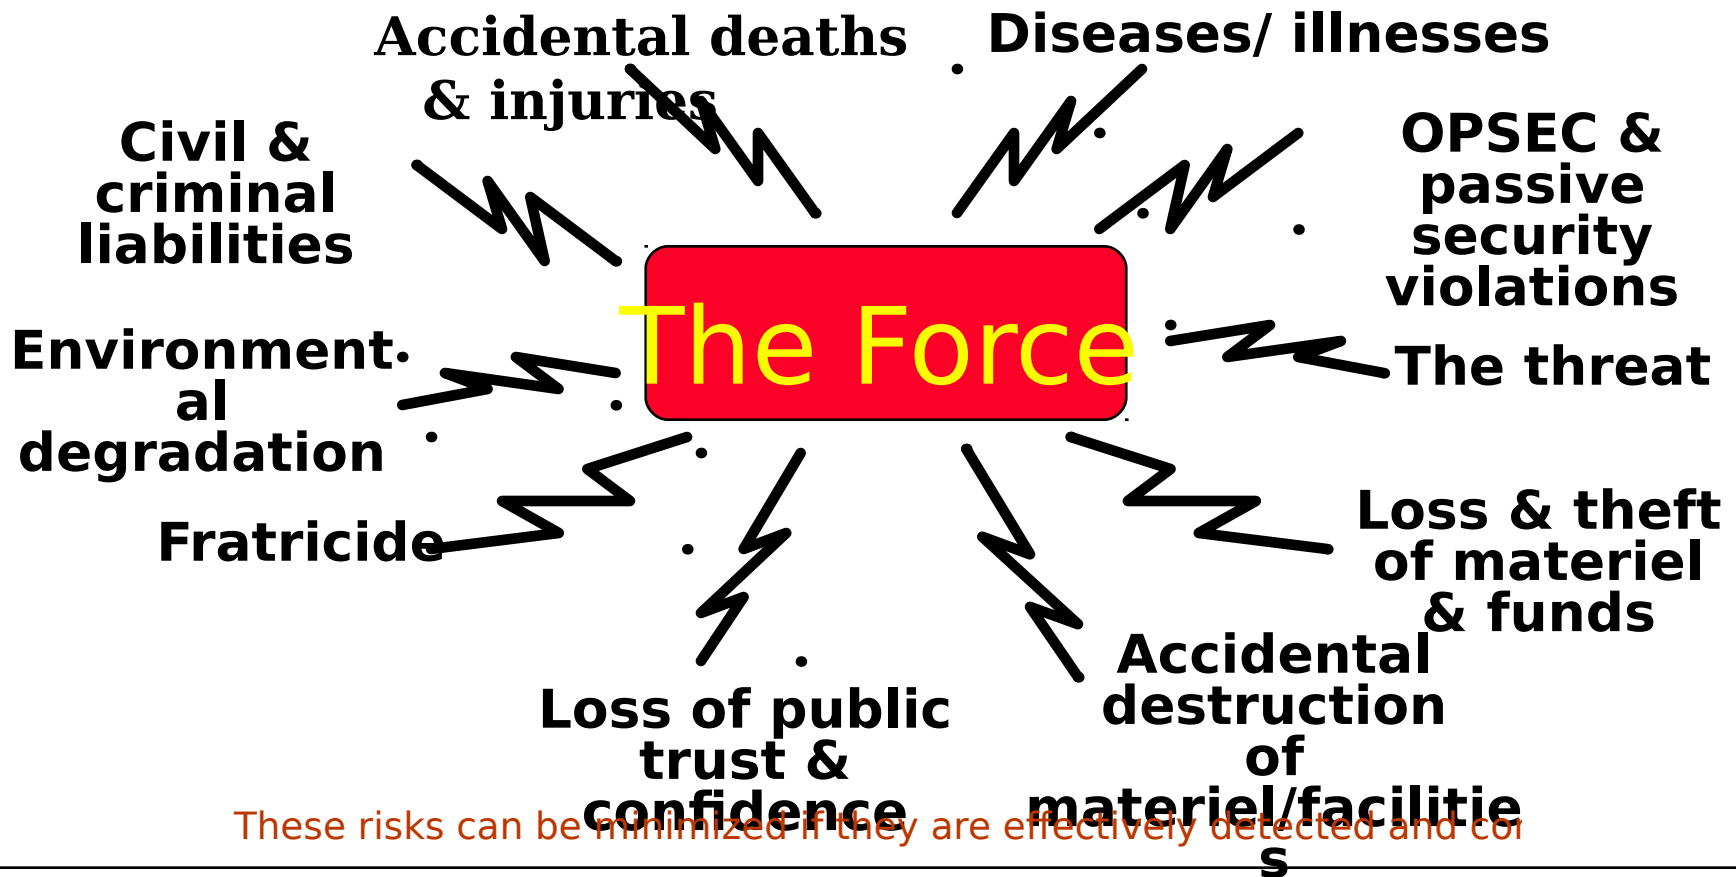 Accidental deaths
& injuries
Diseases/ illnesses
Civil &
criminal
liabilities
OPSEC &
passive
security
violations
The Force
Environment
al
degradation
The threat
Fratricide
Loss & theft
of materiel
& funds
Loss of public
trust &
confidence
Accidental
destruction
of
materiel/facilitie
s
These risks can be minimized if they are effectively detected and